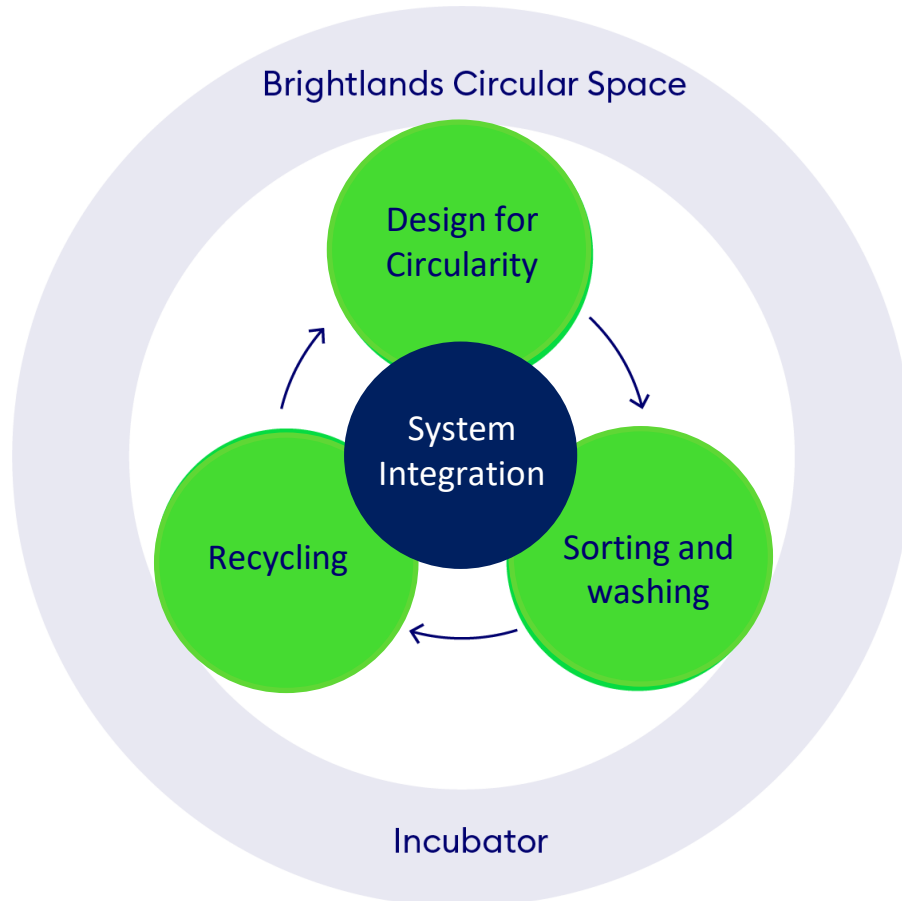 Brightlands Circular Space
Design for
Circularity
System
Integration
Recycling
Sorting and
washing
Incubator